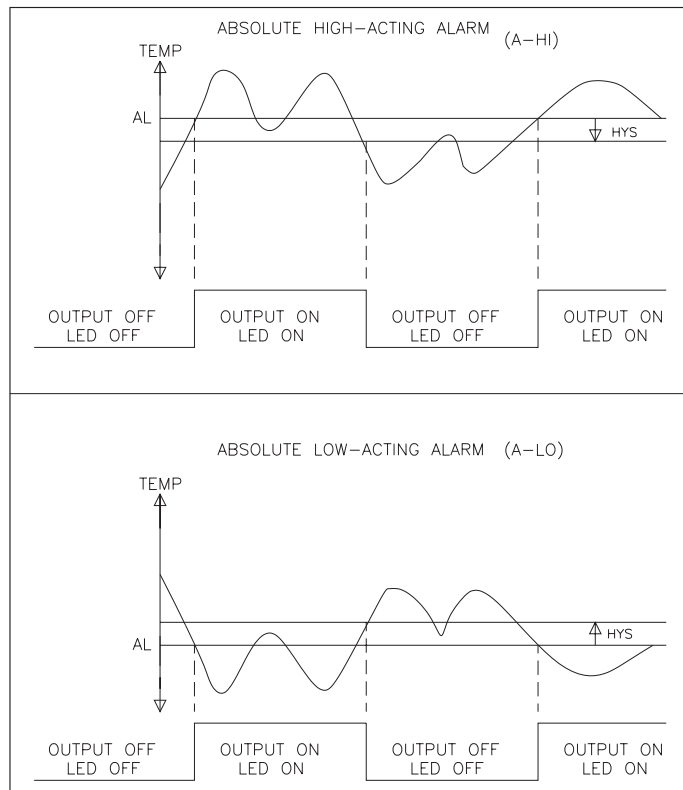 ABSOLUTE HIGH–ACTING ALARM (A–HI)
TEMP
AL
HYS
OUTPUT OFF OUTPUT ON OUTPUT OFF OUTPUT ON
LED OFF LED ON LED OFF LED ON
ABSOLUTE LOW–ACTING ALARM (A–LO)
TEMP
HYS
AL
OUTPUT OFF OUTPUT ON OUTPUT OFF OUTPUT ON
LED OFF LED ON LED OFF LED ON